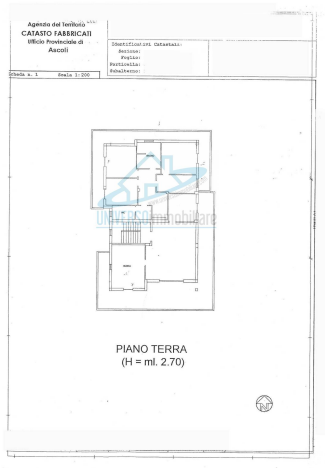 Agenzia del Territorio
CATASTO FABBRICATI
Ufficio Provinciale di
Ascoli
Identificativi Catastali:
Sezione:
Foglio:
Particella:
Subalterno:
Scheda n. 1 Scala 1:200
UNIVERSOimmobiliare
PIANO TERRA
(H = ml. 2.70)
N